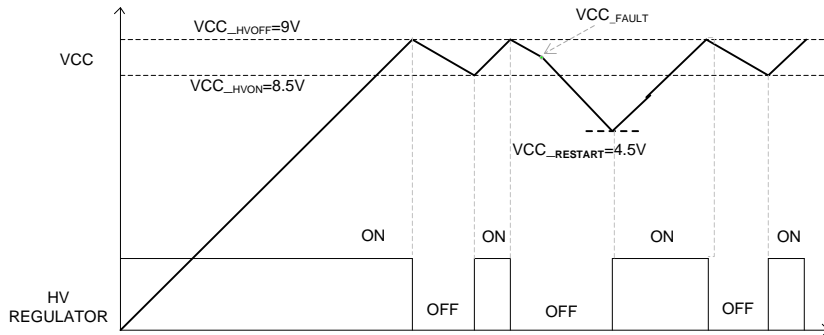 VCC_HVOFF=9V
VCC_FAULT
VCC
VCC_HVON=8.5V
VCC_RESTART=4.5V
ON
ON
ON
ON
HV
REGULATOR
OFF
OFF
OFF